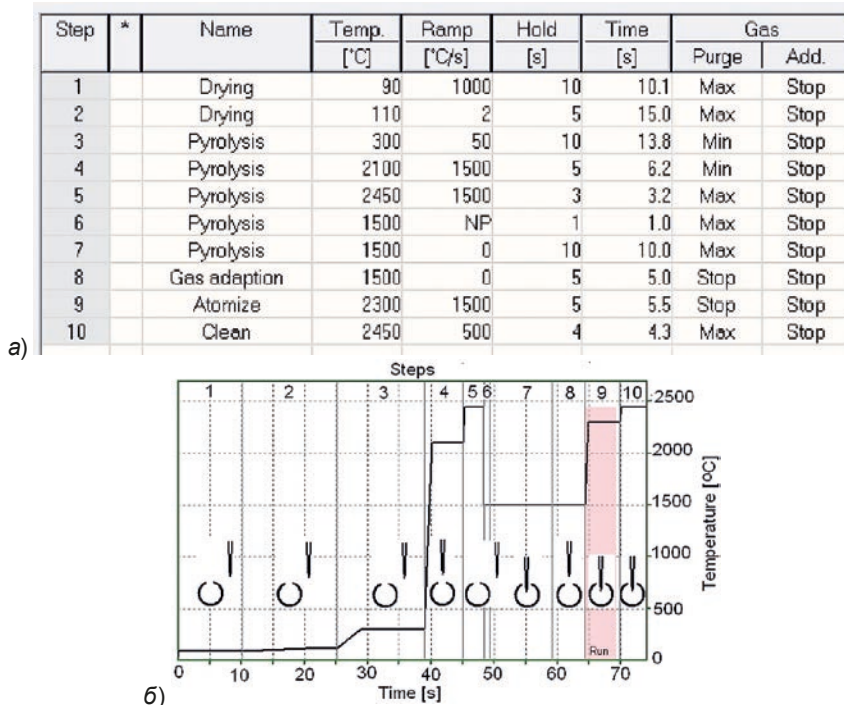 Step * Name Temp. Ramp Hold Time Gas
[°C] [°C/s] [s] [s] Purge Add.
1 Drying 90 1000 10 10.1 Max Stop
2 Drying 110 2 5 15.0 Max Stop
3 Pyrolysis 300 50 10 13.8 Min Stop
4 Pyrolysis 2100 1500 5 6.2 Min Stop
5 Pyrolysis 2450 1500 3 3.2 Max Stop
6 Pyrolysis 1500 NP 1 1.0 Max Stop
7 Pyrolysis 1500 0 10 10.0 Max Stop
8 Gas adaption 1500 0 5 5.0 Stop Stop
9 Atomize 2300 1500 5 5.5 Stop Stop
10 Clean 2450 500 4 4.3 Max Stop
а)
Steps
1 2 3 4 5 6 7 8 9 10
2500
2000
1500
1000
500
0
Temperature [ºC]
Run
0 10 20 30 40 50 60 70
Time [s]
б)